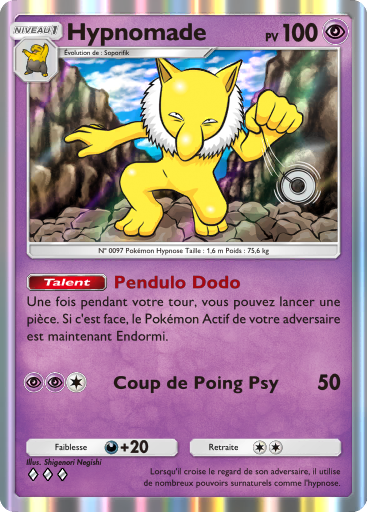 NIVEAU 1
Hypnomade
PV 100
Évolution de : Soporifik
N° 0097 Pokémon Hypnose Taille : 1,6 m Poids : 75,6 kg
Talent Pendulo Dodo
Une fois pendant votre tour, vous pouvez lancer une
pièce. Si c'est face, le Pokémon Actif de votre adversaire
est maintenant Endormi.
Coup de Poing Psy 50
Faiblesse +20 Retraite
Illus. Shigenori Negishi
Lorsqu'il croise le regard de son adversaire, il utilise
de nombreux pouvoirs surnaturels comme l'hypnose.